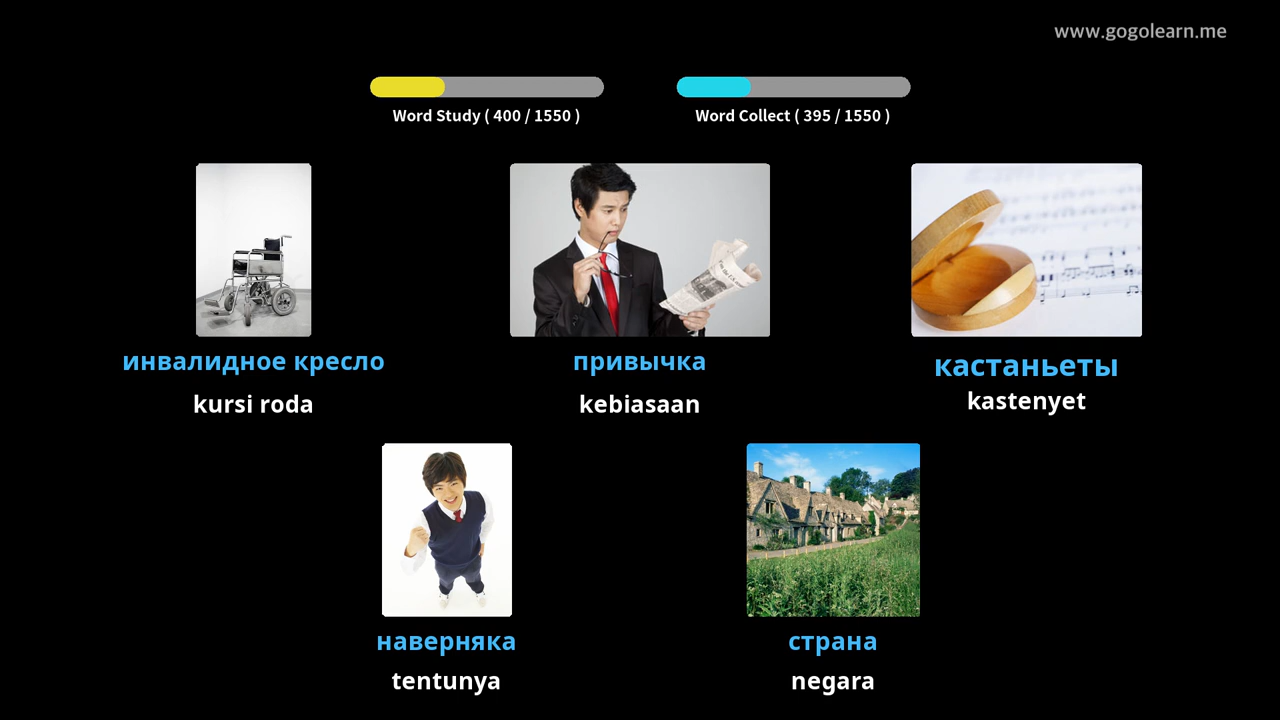 www.gogolearn.me
Word Study ( 400 / 1550 )
Word Collect ( 395 / 1550 )
инвалидное кресло
kursi roda
привычка
kebiasaan
кастаньеты
kastenyet
наверняка
tentunya
страна
negara